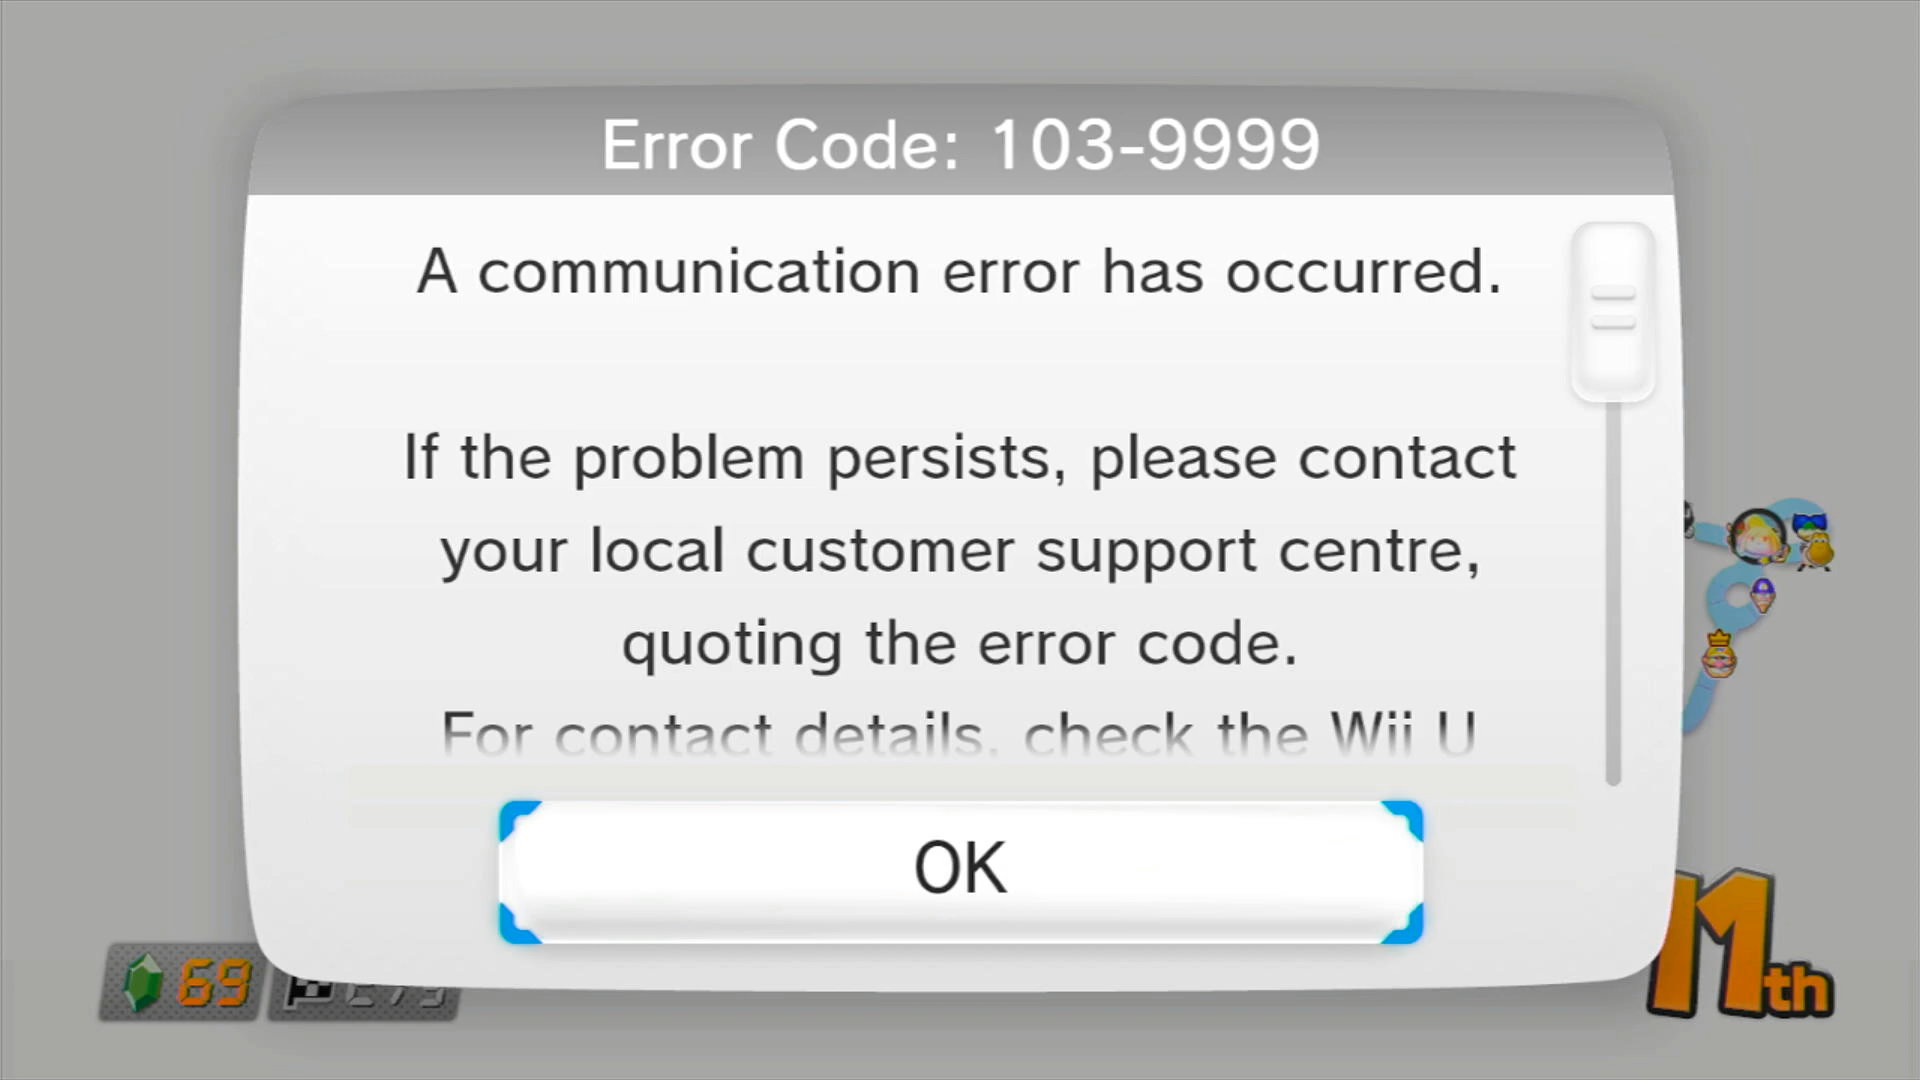 Error Code: 103-9999
A communication error has occurred.
If the problem persists, please contact
your local customer support centre,
quoting the error code.
For contact details, check the Wii U
OK
69
11th